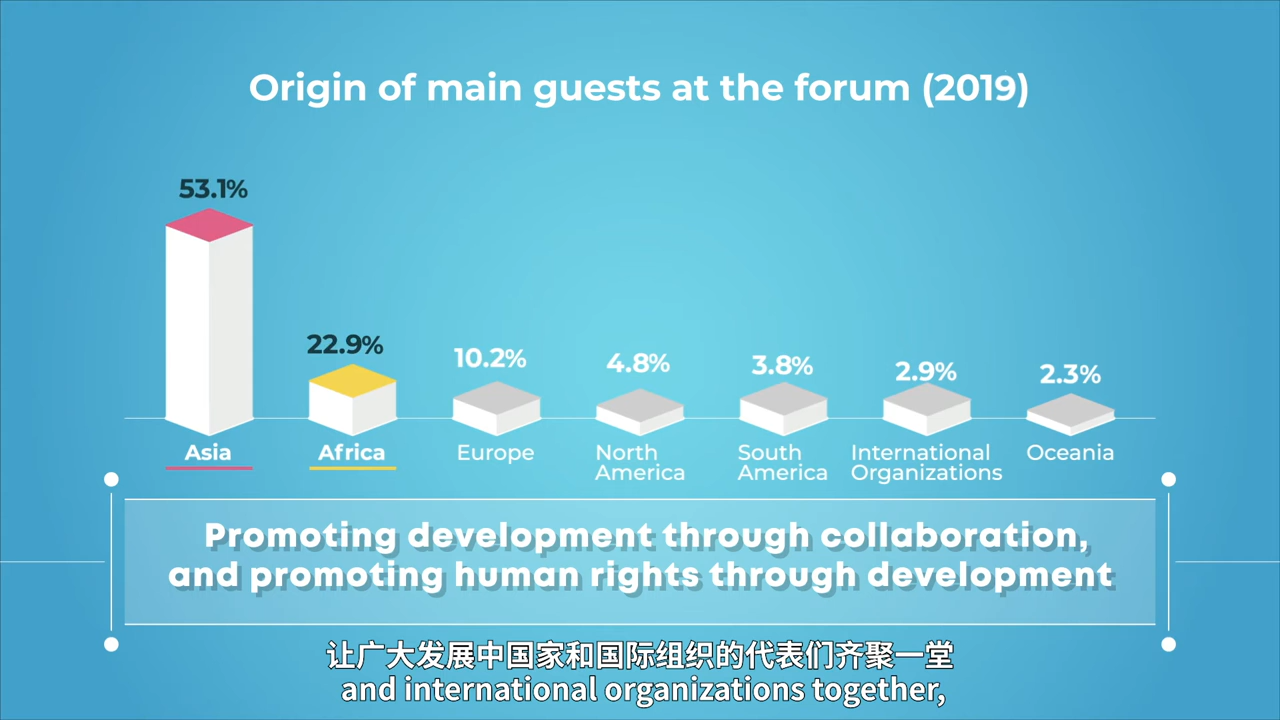 Origin of main guests at the forum (2019)
53.1%
22.9%
10.2%
4.8%
3.8%
2.9%
2.3%
Asia
Africa
Europe
North
America
South
America
International
Organizations
Oceania
Promoting development through collaboration,
and promoting human rights through development
让广大发展中国家和国际组织的代表们齐聚一堂
and international organizations together,